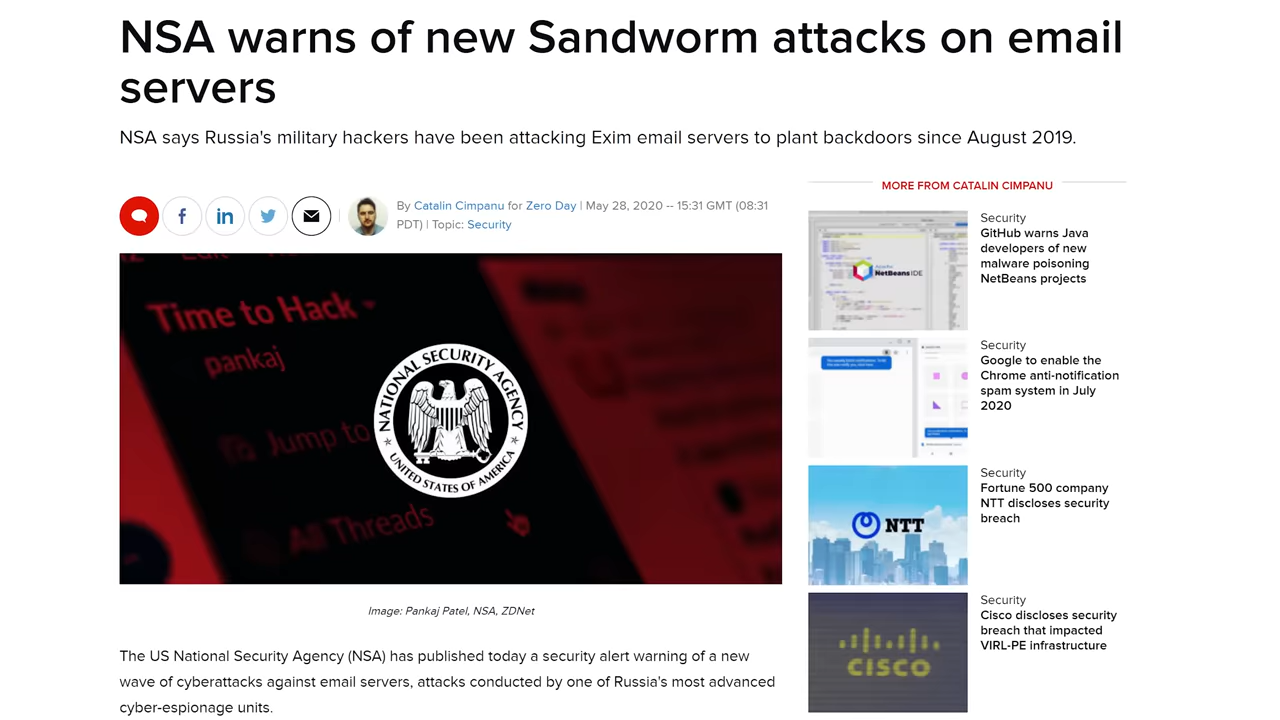 NSA warns of new Sandworm attacks on email
servers
NSA says Russia's military hackers have been attacking Exim email servers to plant backdoors since August 2019.
By Catalin Cimpanu for Zero Day | May 28, 2020 -- 15:31 GMT (08:31
PDT) | Topic: Security
Time to Hack
pankaj
Jump to
All Threads
NATIONAL SECURITY AGENCY
UNITED STATES OF AMERICA
Image: Pankaj Patel, NSA, ZDNet
The US National Security Agency (NSA) has published today a security alert warning of a new
wave of cyberattacks against email servers, attacks conducted by one of Russia's most advanced
cyber-espionage units.
MORE FROM CATALIN CIMPANU
NetBeans IDE
Security
GitHub warns Java
developers of new
malware poisoning
NetBeans projects
Security
Google to enable the
Chrome anti-notification
spam system in July
2020
NTT
Security
Fortune 500 company
NTT discloses security
breach
CISCO
Security
Cisco discloses security
breach that impacted
VIRL-PE infrastructure